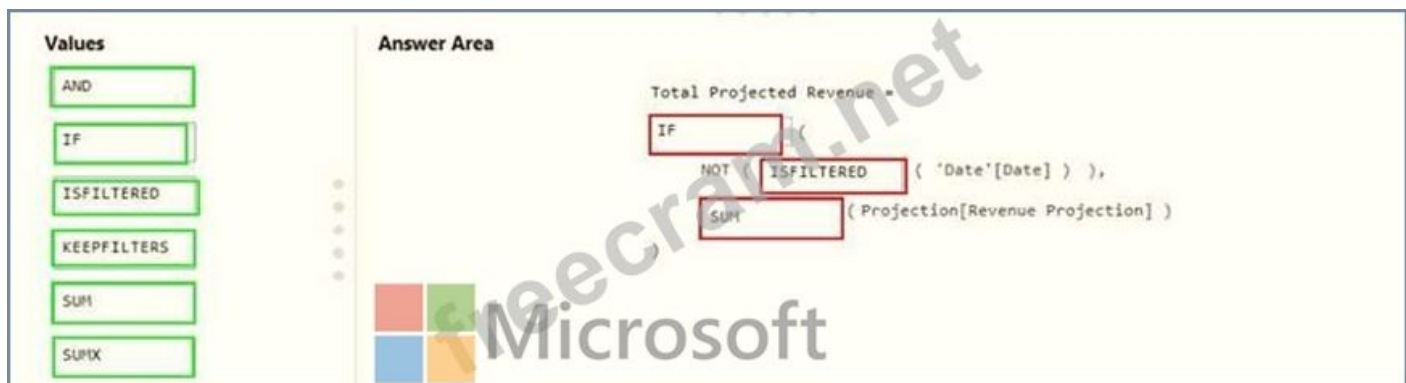 Values
AND
IF
ISFILTERED
KEEPFILTERS
SUM
SUMX
Answer Area
Total Projected Revenue =
IF (
NOT ( ISFILTERED ( 'Date'[Date] ) ),
SUM ( Projection[Revenue Projection] )
)
freecram.net
Microsoft